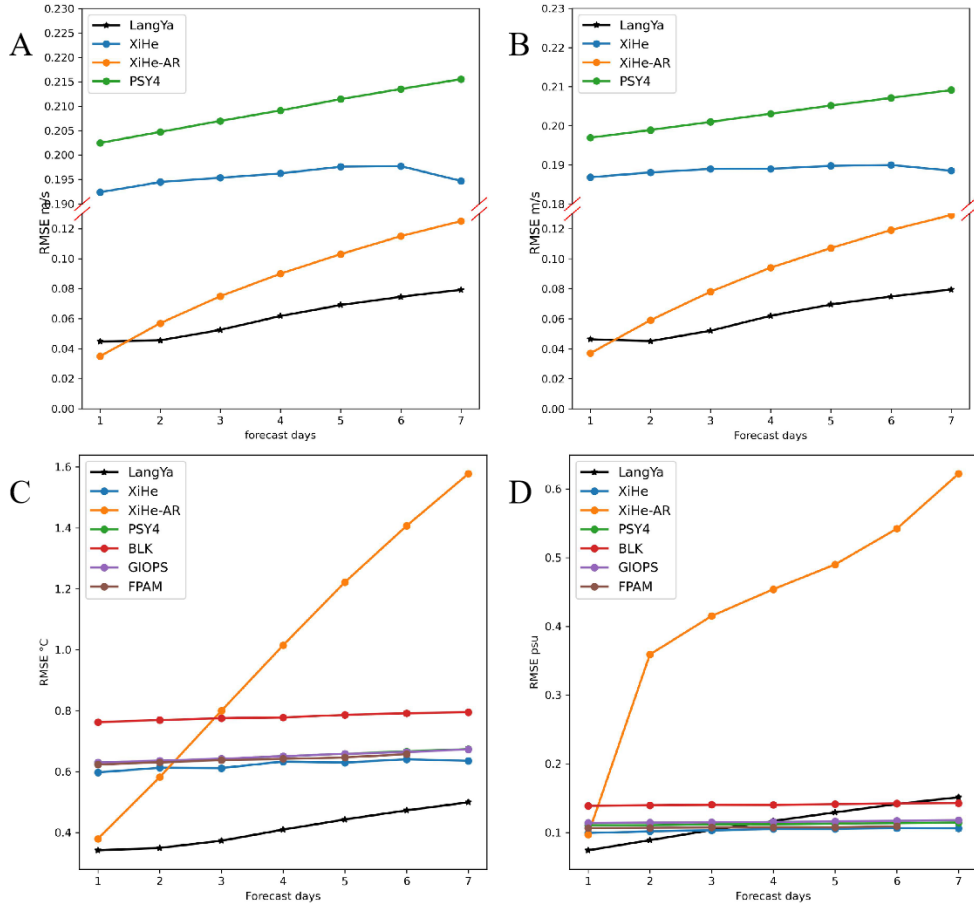 A
0.230
0.225
0.220
0.215
0.210
0.205
0.200
0.195
0.190
0.12
0.10
0.08
0.06
0.04
0.02
0.00
RMSE m/s
LangYa
XiHe
XiHe-AR
PSY4
1 2 3 4 5 6 7
forecast days
B
0.23
0.22
0.21
0.20
0.19
0.18
0.12
0.10
0.08
0.06
0.04
0.02
0.00
RMSE m/s
LangYa
XiHe
XiHe-AR
PSY4
1 2 3 4 5 6 7
Forecast days
C
1.6
1.4
1.2
1.0
0.8
0.6
0.4
RMSE °C
LangYa
XiHe
XiHe-AR
PSY4
BLK
GIOPS
FPAM
1 2 3 4 5 6 7
Forecast days
D
0.6
0.5
0.4
0.3
0.2
0.1
RMSE psu
LangYa
XiHe
XiHe-AR
PSY4
BLK
GIOPS
FPAM
1 2 3 4 5 6 7
Forecast days